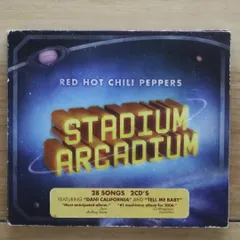 RED HOT CHILI PEPPERS
STADIUM
ARCADIUM
28 SONGS 2CD'S
FEATURING "DANI CALIFORNIA" AND "TELL ME BABY"